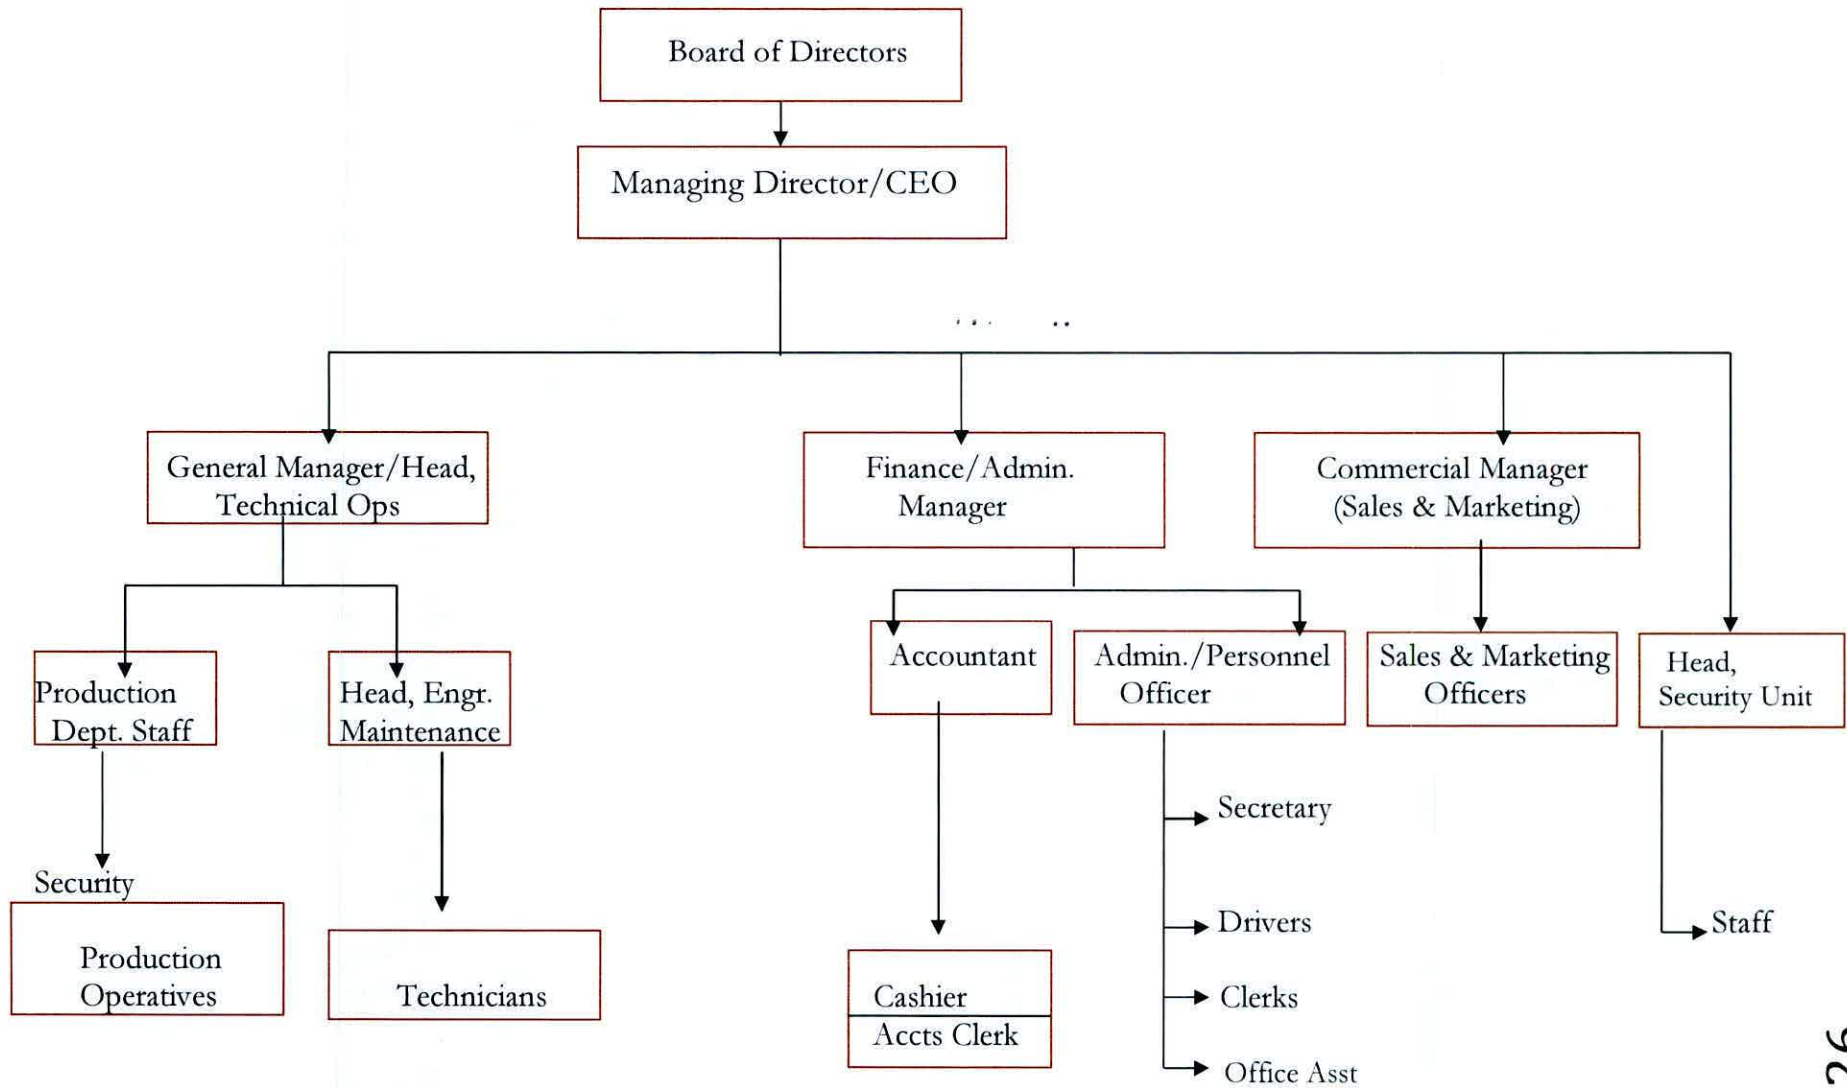 Board of Directors
Managing Director/CEO
General Manager/Head,
Technical Ops
Finance/Admin.
Manager
Commercial Manager
(Sales & Marketing)
Production
Dept. Staff
Head, Engr.
Maintenance
Accountant
Admin./Personnel
Officer
Sales & Marketing
Officers
Head,
Security Unit
Secretary
Drivers
Clerks
Office Asst
Staff
Security
Production
Operatives
Technicians
Cashier
Accts Clerk
26